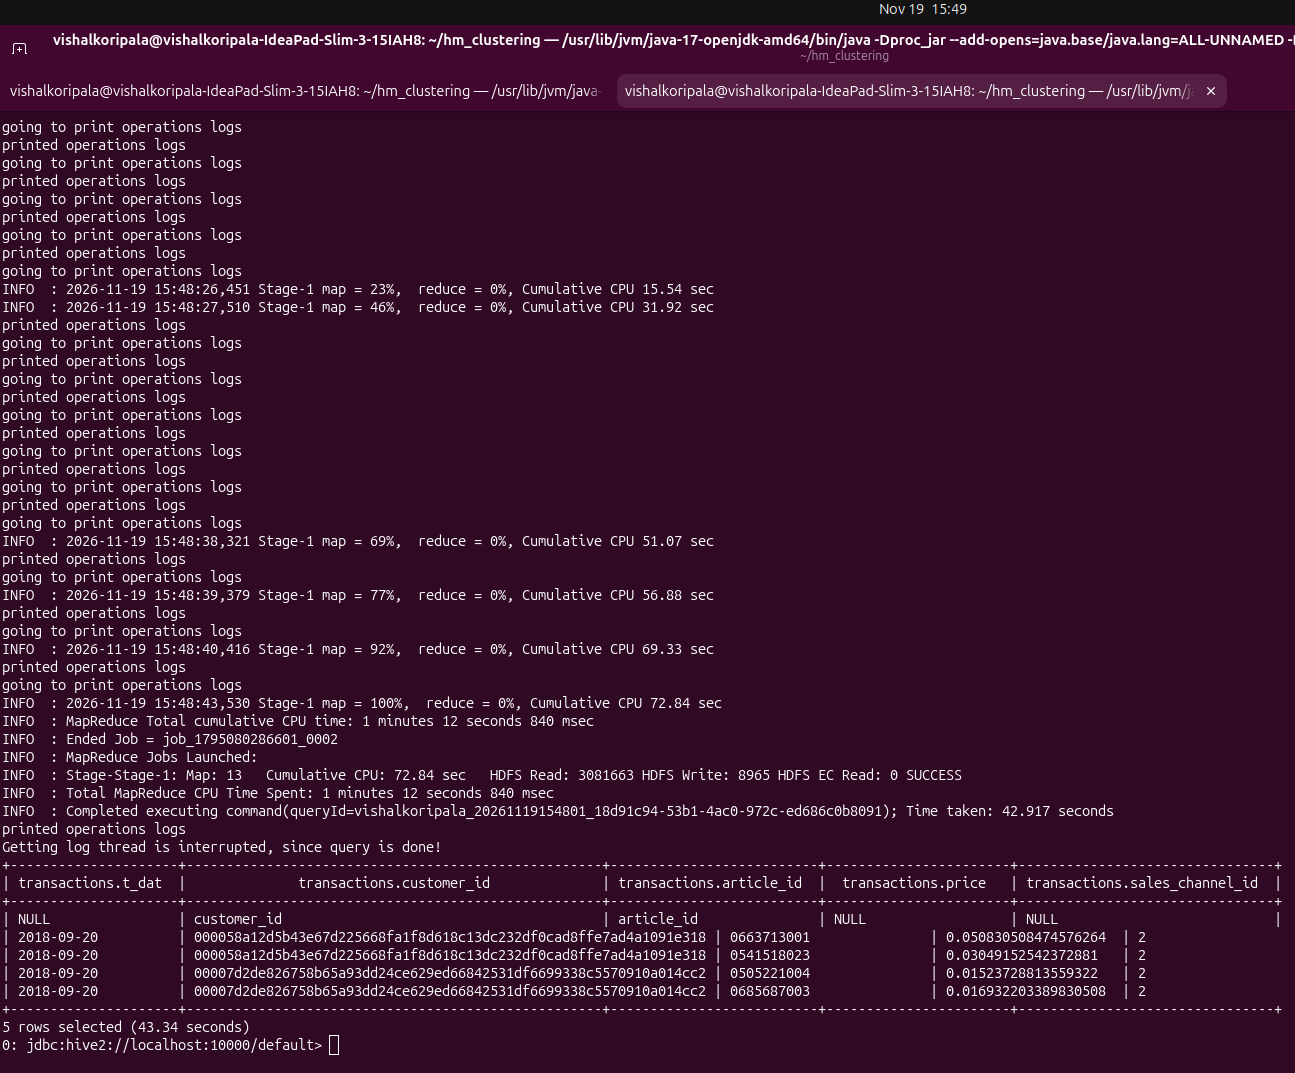 Nov 19  15:49
vishalkoripala@vishalkoripala-IdeaPad-Slim-3-15IAH8: ~/hm_clustering — /usr/lib/jvm/java-17-openjdk-amd64/bin/java -Dproc_jar --add-opens=java.base/java.lang=ALL-UNNAMED
~/hm_clustering
vishalkoripala@vishalkoripala-IdeaPad-Slim-3-15IAH8: ~/hm_clustering — /usr/lib/jvm/java-
vishalkoripala@vishalkoripala-IdeaPad-Slim-3-15IAH8: ~/hm_clustering — /usr/lib/jvm/
going to print operations logs
printed operations logs
going to print operations logs
printed operations logs
going to print operations logs
printed operations logs
going to print operations logs
printed operations logs
going to print operations logs
INFO  : 2026-11-19 15:48:26,451 Stage-1 map = 23%,  reduce = 0%, Cumulative CPU 15.54 sec
INFO  : 2026-11-19 15:48:27,510 Stage-1 map = 46%,  reduce = 0%, Cumulative CPU 31.92 sec
printed operations logs
going to print operations logs
printed operations logs
going to print operations logs
printed operations logs
going to print operations logs
printed operations logs
going to print operations logs
printed operations logs
going to print operations logs
printed operations logs
going to print operations logs
INFO  : 2026-11-19 15:48:38,321 Stage-1 map = 69%,  reduce = 0%, Cumulative CPU 51.07 sec
printed operations logs
going to print operations logs
INFO  : 2026-11-19 15:48:39,379 Stage-1 map = 77%,  reduce = 0%, Cumulative CPU 56.88 sec
printed operations logs
going to print operations logs
INFO  : 2026-11-19 15:48:40,416 Stage-1 map = 92%,  reduce = 0%, Cumulative CPU 69.33 sec
printed operations logs
going to print operations logs
INFO  : 2026-11-19 15:48:43,530 Stage-1 map = 100%,  reduce = 0%, Cumulative CPU 72.84 sec
INFO  : MapReduce Total cumulative CPU time: 1 minutes 12 seconds 840 msec
INFO  : Ended Job = job_1795080286601_0002
INFO  : MapReduce Jobs Launched:
INFO  : Stage-Stage-1: Map: 13   Cumulative CPU: 72.84 sec   HDFS Read: 3081663 HDFS Write: 8965 HDFS EC Read: 0 SUCCESS
INFO  : Total MapReduce CPU Time Spent: 1 minutes 12 seconds 840 msec
INFO  : Completed executing command(queryId=vishalkoripala_20261119154801_18d91c94-53b1-4ac0-972c-ed686c0b8091); Time taken: 42.917 seconds
printed operations logs
Getting log thread is interrupted, since query is done!
| transactions.t_dat | transactions.customer_id | transactions.article_id | transactions.price | transactions.sales_channel_id |
| NULL | customer_id | article_id | NULL | NULL |
| 2018-09-20 | 000058a12d5b43e67d225668fa1f8d618c13dc232df0cad8ffe7ad4a1091e318 | 0663713001 | 0.050830508474576264 | 2
| 2018-09-20 | 000058a12d5b43e67d225668fa1f8d618c13dc232df0cad8ffe7ad4a1091e318 | 0541518023 | 0.03049152542372881 | 2
| 2018-09-20 | 00007d2de826758b65a93dd24ce629ed66842531df6699338c5570910a014cc2 | 0505221004 | 0.01523728813559322 | 2
| 2018-09-20 | 00007d2de826758b65a93dd24ce629ed66842531df6699338c5570910a014cc2 | 0685687003 | 0.016932203389830508 | 2
5 rows selected (43.34 seconds)
0: jdbc:hive2://localhost:10000/default>